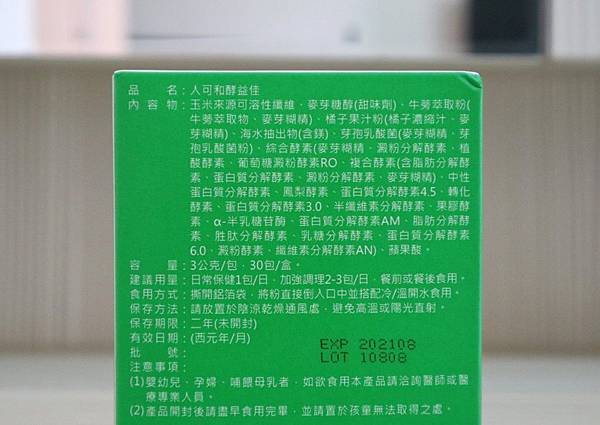 品名：人可和酵益佳
內容物：玉米來源可溶性纖維、麥芽糖醇(甜味劑)、牛蒡萃取粉(
牛蒡萃取物、麥芽糊精)、橘子果汁粉(橘子濃縮汁、麥
芽糊精)、海水抽出物(含鎂)、芽孢乳酸菌(麥芽糊精、芽
孢乳酸菌粉)、綜合酵素(麥芽糊精、澱粉分解酵素、植
酸酵素、葡萄糖澱粉酵素RO、複合酵素(含脂肪分解酵
素、蛋白質分解酵素、澱粉分解酵素、麥芽糊精)、中性
蛋白質分解酵素、鳳梨酵素、蛋白質分解酵素4.5、轉化
酵素、蛋白質分解酵素3.0、半纖維素分解酵素、果膠酵
素、α-半乳糖苷酶、蛋白質分解酵素AM、脂肪分解酵
素、胜肽分解酵素、乳糖分解酵素、蛋白質分解酵素
6.0、澱粉酵素、纖維素分解酵素AN)、蘋果酸。
容量：3公克/包，30包/盒。
建議用量：日常保健1包/日，加強調理2-3包/日，餐前或餐後食用。
食用方式：撕開鋁箔袋，將粉直接倒入口中並搭配冷/溫開水食用。
保存方法：請放置於陰涼乾燥通風處，避免高溫或陽光直射。
保存期限：二年(未開封)
有效日期：(西元年/月) EXP 202108
批號： LOT 10808
注意事項：
(1)嬰幼兒、孕婦、哺餵母乳者，如欲食用本產品請洽詢醫師或醫
療專業人員。
(2)產品開封後請盡早食用完畢，並請置於孩童無法取得之處。